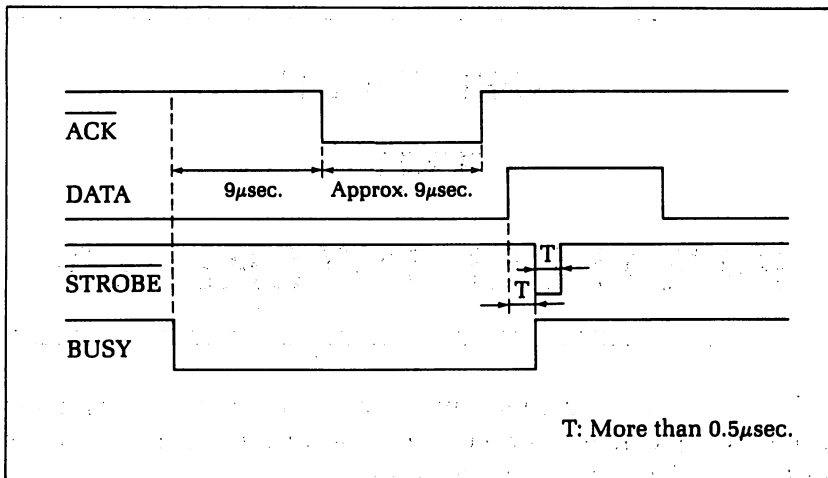 ACK
9μsec.
Approx. 9μsec.
DATA
T
STROBE
T
BUSY
T: More than 0.5μsec.